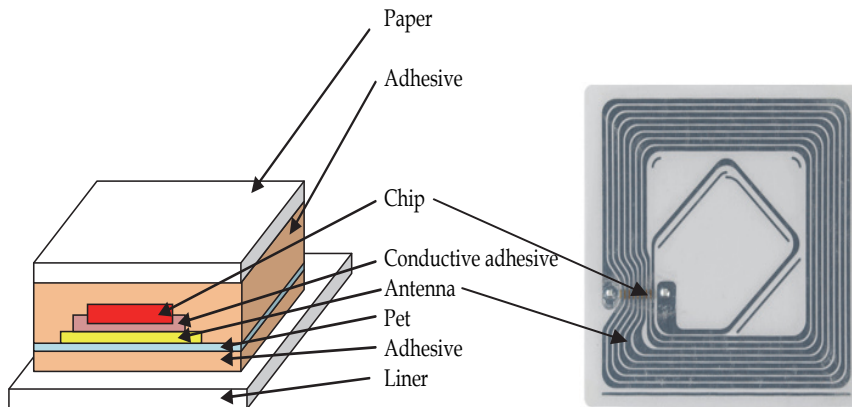 Paper
Adhesive
Chip
Conductive adhesive
Antenna
Pet
Adhesive
Liner